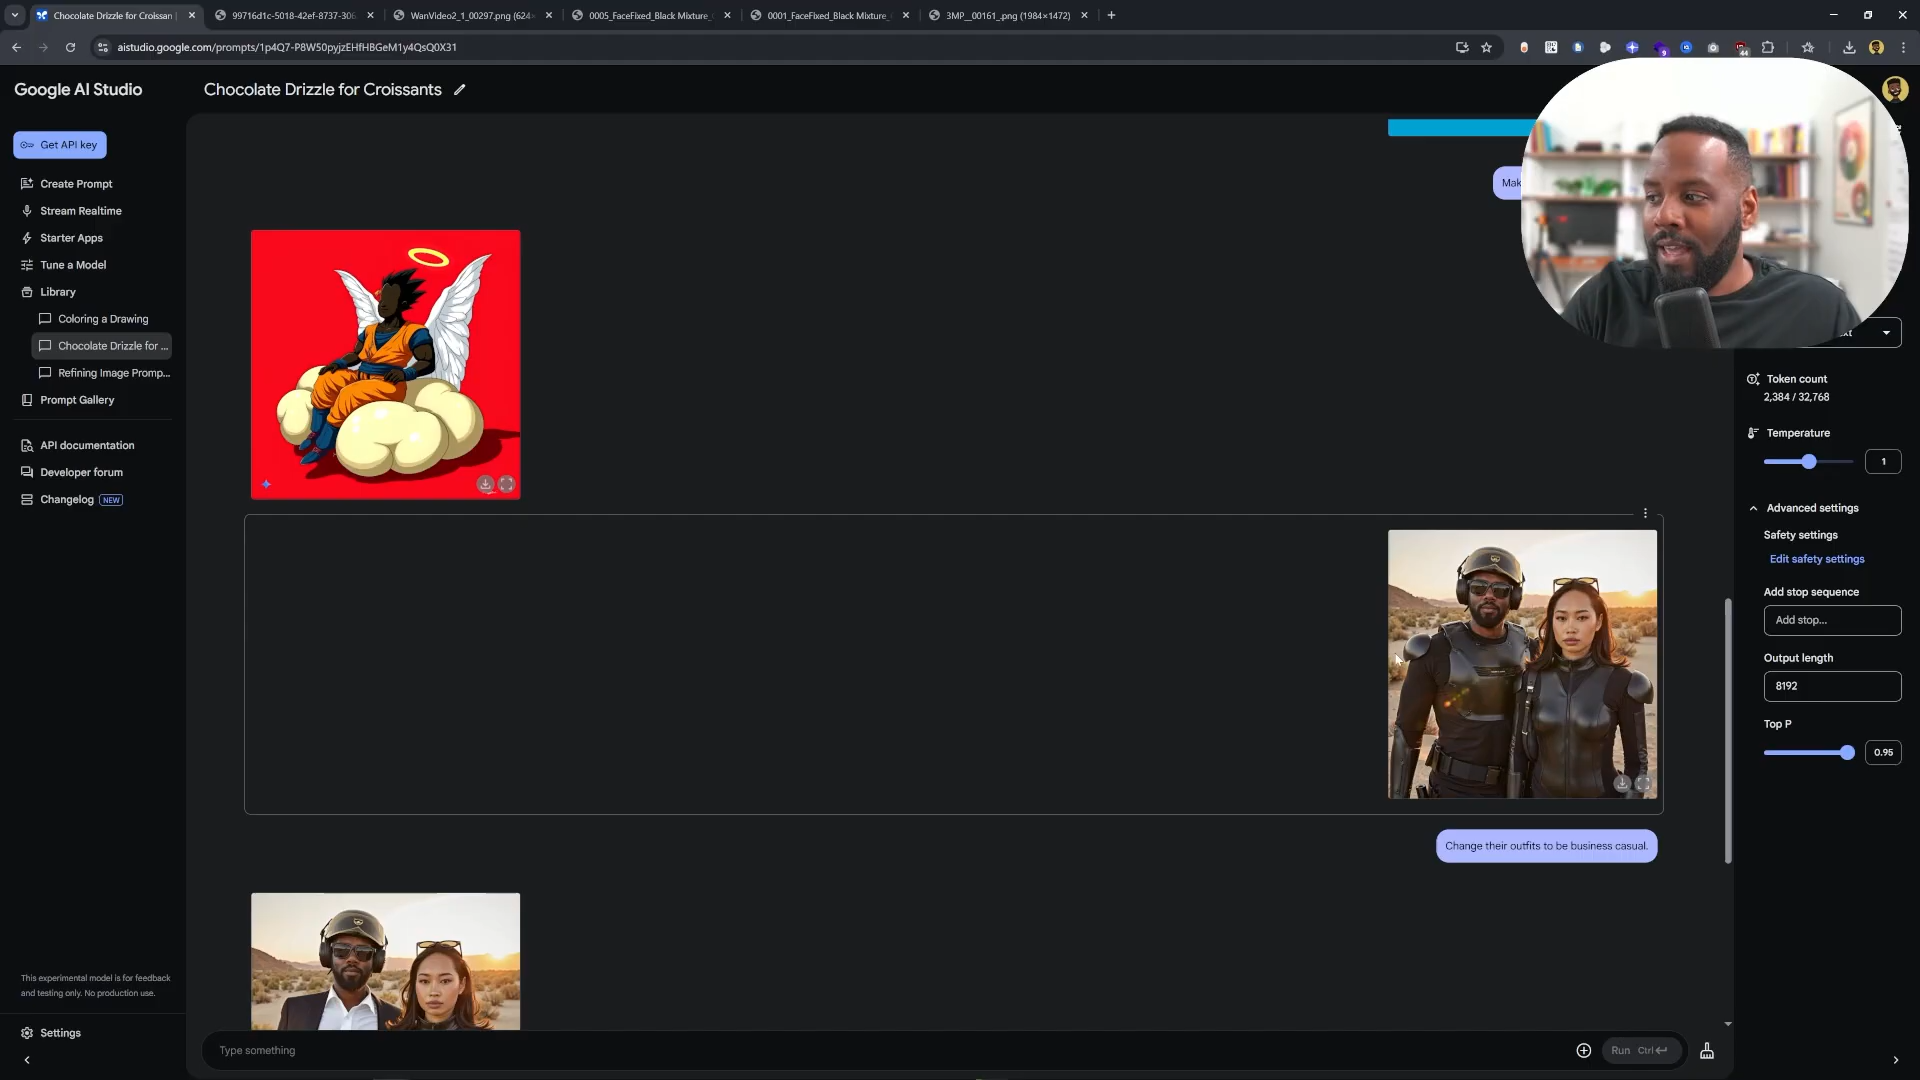 Chocolate Drizzle for Croissan
99716d1c-5018-42ef-8737-306
WanVideo2_1_00297.png (624×
0005_FaceFixed_Black Mixture_
0001_FaceFixed_Black Mixture_
3MP__00161_.png (1984×1472)
aistudio.google.com/prompts/1p4Q7-P8W50pyjzEHfHBGeM1y4QsQ0X31
Google AI Studio
Chocolate Drizzle for Croissants
Get API key
Create Prompt
Stream Realtime
Starter Apps
Tune a Model
Library
Coloring a Drawing
Chocolate Drizzle for ...
Refining Image Promp...
Prompt Gallery
API documentation
Developer forum
Changelog NEW
This experimental model is for feedback
and testing only. No production use.
Settings
Mak
Change their outfits to be business casual.
Type something
Run Ctrl
Token count
2,384 / 32,768
Temperature
1
Advanced settings
Safety settings
Edit safety settings
Add stop sequence
Add stop...
Output length
8192
Top P
0.95